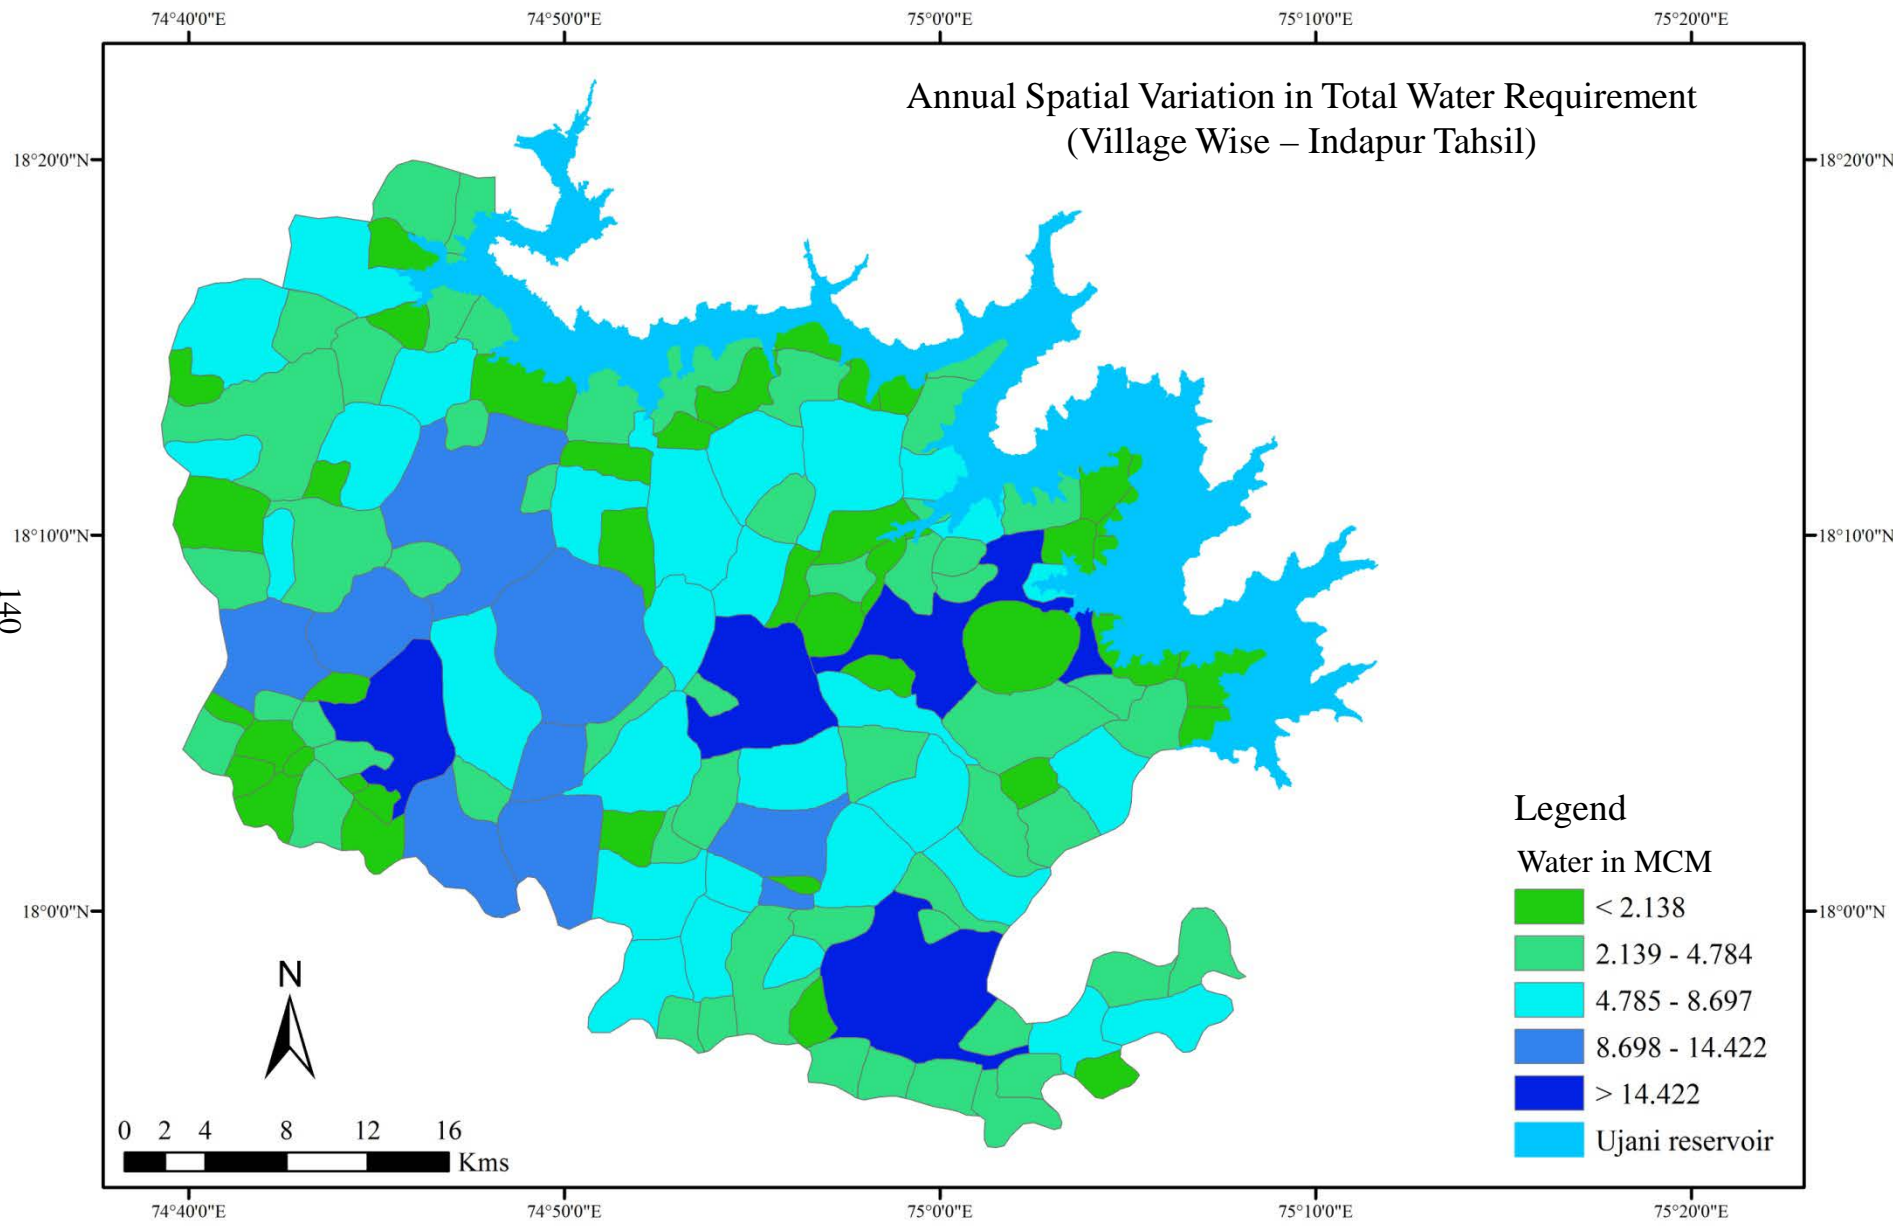 74°40'0"E 74°50'0"E 75°0'0"E 75°10'0"E 75°20'0"E
Annual Spatial Variation in Total Water Requirement
(Village Wise – Indapur Tahsil)
18°20'0"N 18°20'0"N
18°10'0"N 18°10'0"N
140
Legend
Water in MCM
< 2.138
18°0'0"N 18°0'0"N
2.139 - 4.784
N
4.785 - 8.697
8.698 - 14.422
> 14.422
0 2 4 8 12 16
Ujani reservoir
Kms
74°40'0"E 74°50'0"E 75°0'0"E 75°10'0"E 75°20'0"E